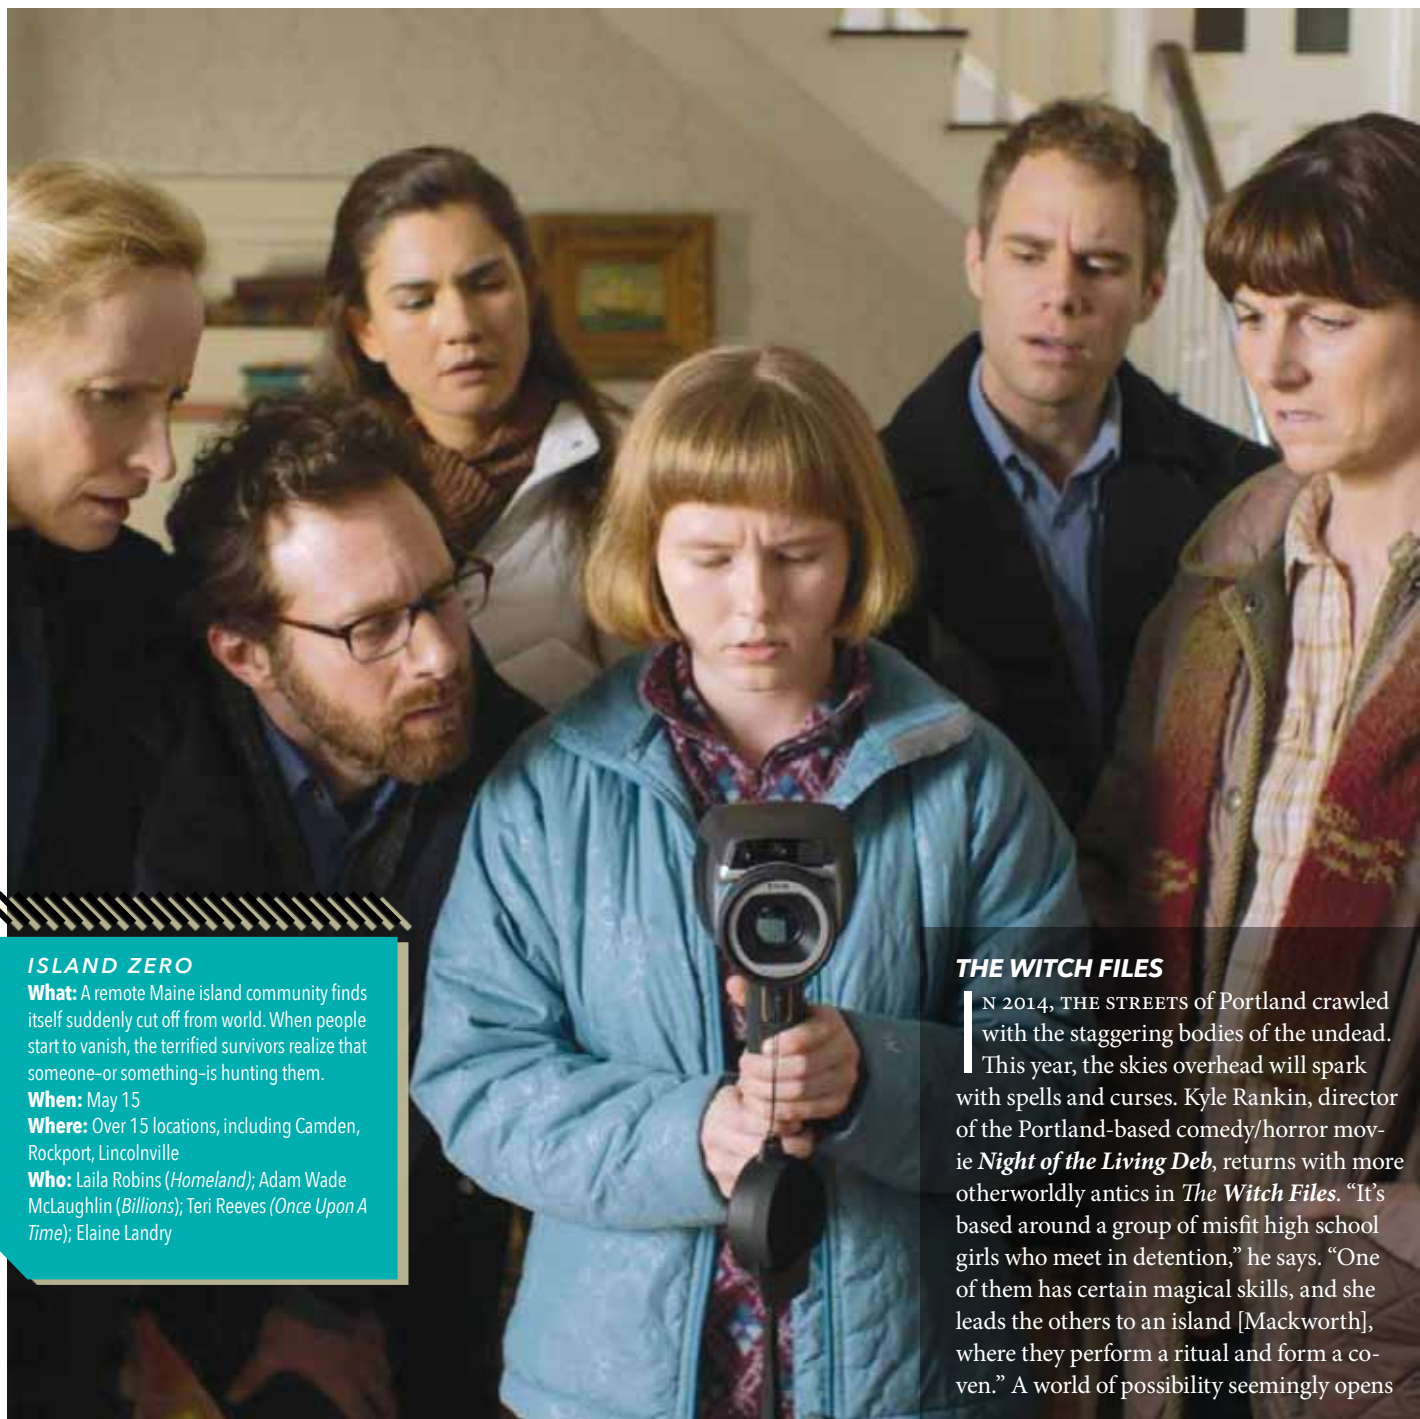 ISLAND ZERO
What: A remote Maine island community finds
itself suddenly cut off from world. When people
start to vanish, the terrified survivors realize that
someone–or something–is hunting them.
When: May 15
Where: Over 15 locations, including Camden,
Rockport, Lincolnville
Who: Laila Robins (Homeland); Adam Wade
McLaughlin (Billions); Teri Reeves (Once Upon A
Time); Elaine Landry
THE WITCH FILES
IN 2014, THE STREETS of Portland crawled
with the staggering bodies of the undead.
This year, the skies overhead will spark
with spells and curses. Kyle Rankin, director
of the Portland-based comedy/horror mov-
ie Night of the Living Deb, returns with more
otherworldly antics in The Witch Files. “It’s
based around a group of misfit high school
girls who meet in detention,” he says. “One
of them has certain magical skills, and she
leads the others to an island [Mackworth],
where they perform a ritual and form a co-
ven.” A world of possibility seemingly opens